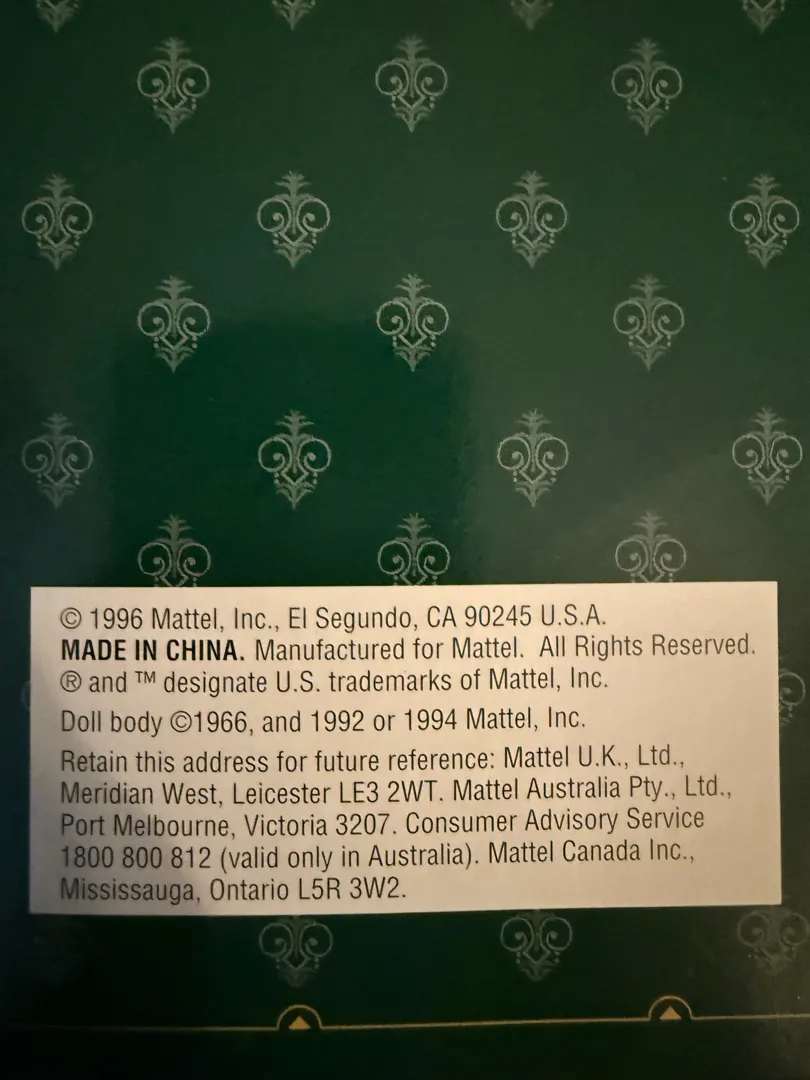 © 1996 Mattel, Inc., El Segundo, CA 90245 U.S.A.
MADE IN CHINA. Manufactured for Mattel. All Rights Reserved.
® and ™ designate U.S. trademarks of Mattel, Inc.
Doll body ©1966, and 1992 or 1994 Mattel, Inc.
Retain this address for future reference: Mattel U.K., Ltd.,
Meridian West, Leicester LE3 2WT. Mattel Australia Pty., Ltd.,
Port Melbourne, Victoria 3207. Consumer Advisory Service
1800 800 812 (valid only in Australia). Mattel Canada Inc.,
Mississauga, Ontario L5R 3W2.